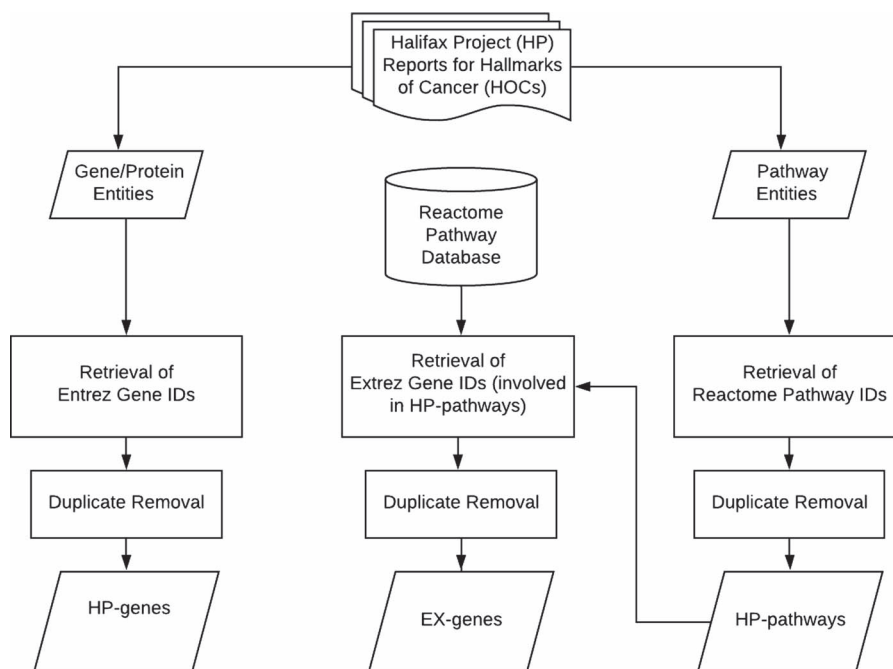 Halifax Project (HP)
Reports for Hallmarks
of Cancer (HOCs)
Gene/Protein
Entities
Reactome
Pathway
Database
Pathway
Entities
Retrieval of
Entrez Gene IDs
Retrieval of
Extrez Gene IDs (involved
in HP-pathways)
Retrieval of
Reactome Pathway IDs
Duplicate Removal
Duplicate Removal
Duplicate Removal
HP-genes
EX-genes
HP-pathways